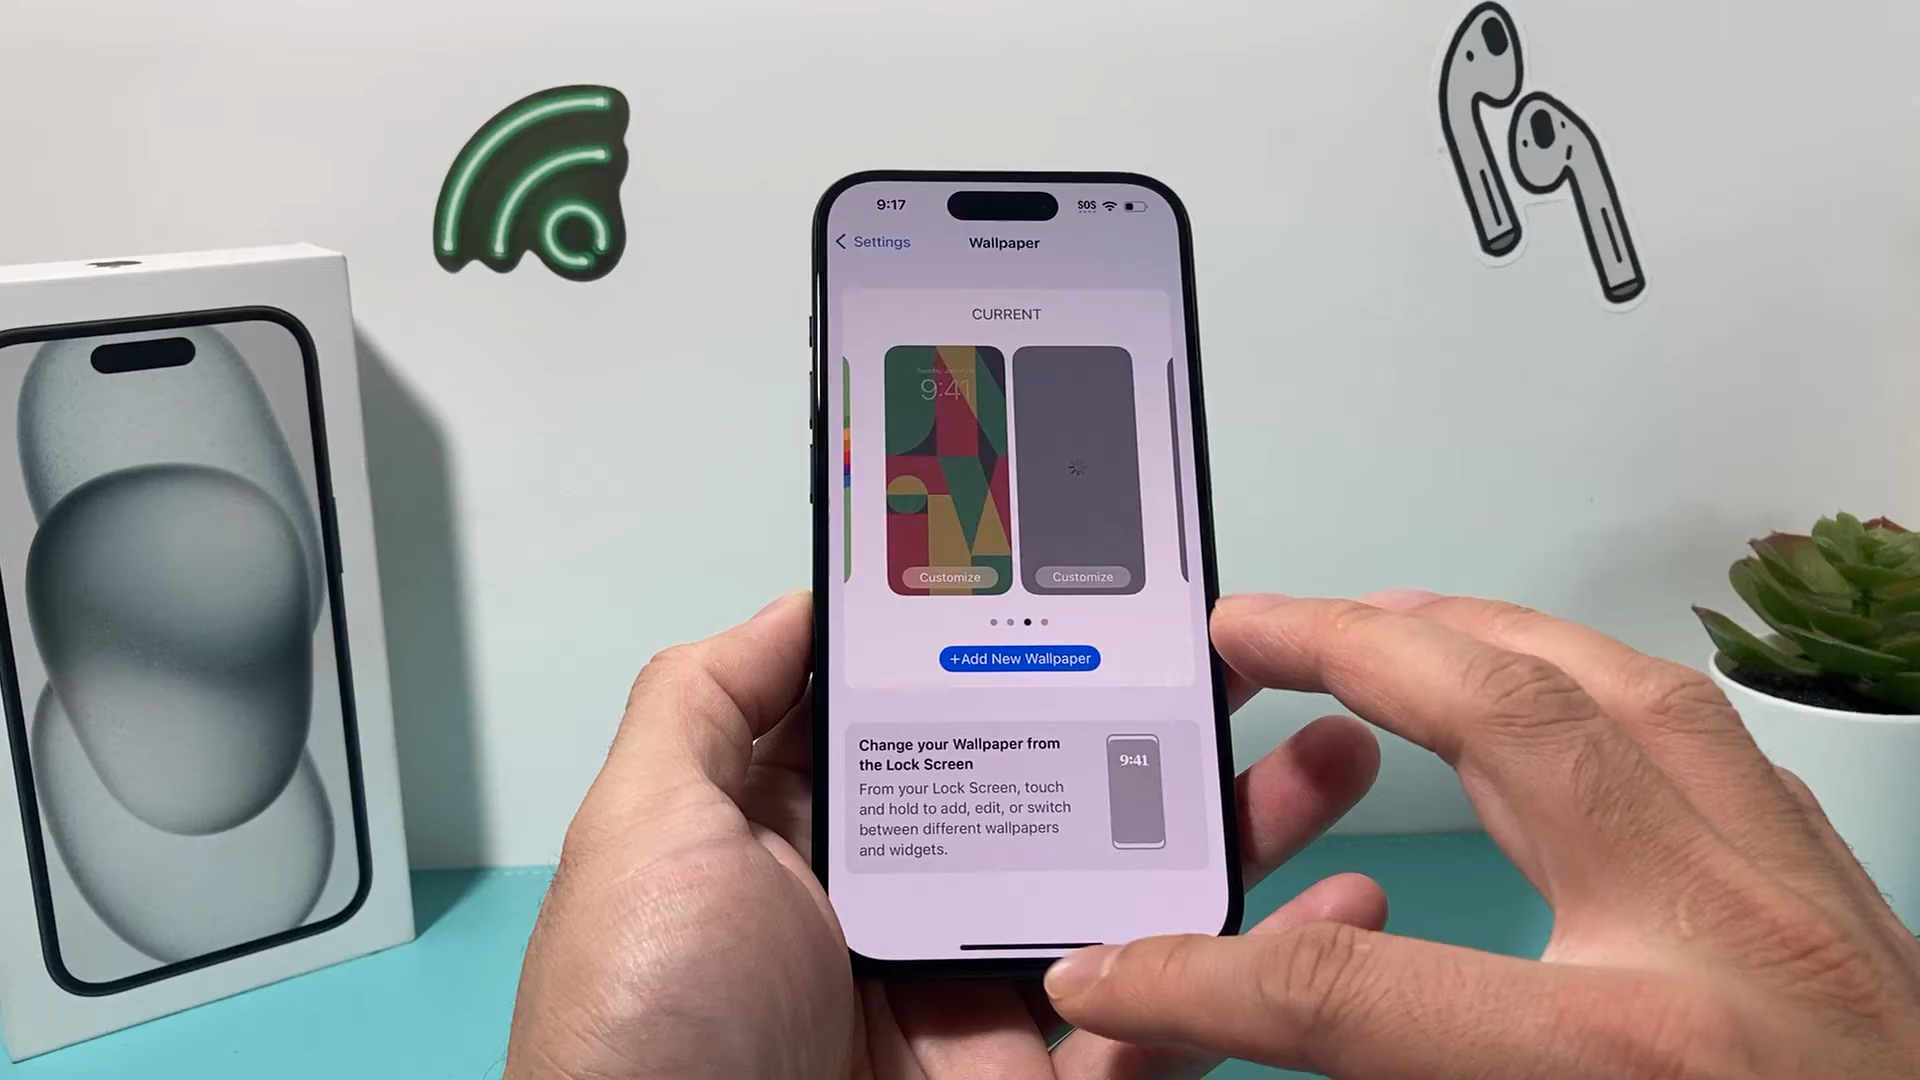 9:17
SOS
Settings
Wallpaper
CURRENT
9:41
Customize
Customize
+Add New Wallpaper
Change your Wallpaper from
the Lock Screen
From your Lock Screen, touch
and hold to add, edit, or switch
between different wallpapers
and widgets.
9:41